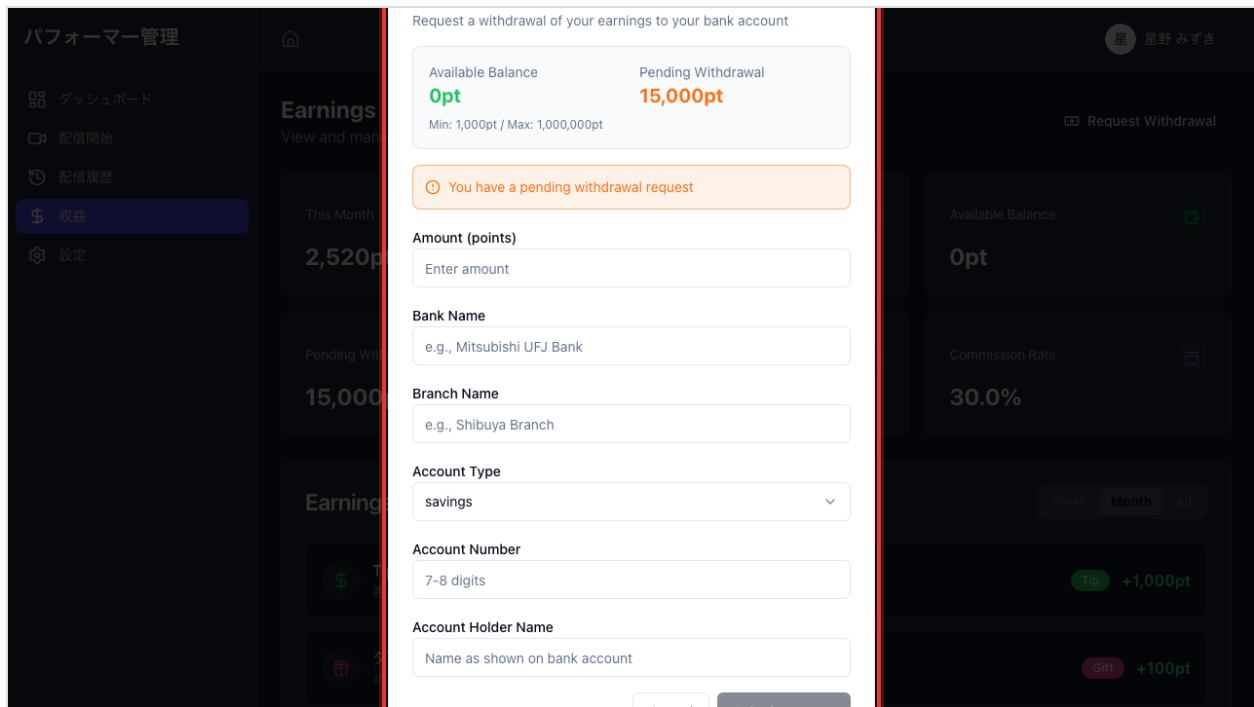 パフォーマー管理
星
星野 みずき
ダッシュボード
配信開始
配信履歴
収益
設定
Earnings
View and man
Request Withdrawal
This Month
2,520p
Available Balance
0pt
Pending Wit
15,000
Commission Rate
30.0%
Earning
Week
Month
All
Tip
+1,000pt
Gift
+100pt
Request a withdrawal of your earnings to your bank account
Available Balance
Pending Withdrawal
0pt
15,000pt
Min: 1,000pt / Max: 1,000,000pt
You have a pending withdrawal request
Amount (points)
Enter amount
Bank Name
e.g., Mitsubishi UFJ Bank
Branch Name
e.g., Shibuya Branch
Account Type
savings
Account Number
7-8 digits
Account Holder Name
Name as shown on bank account